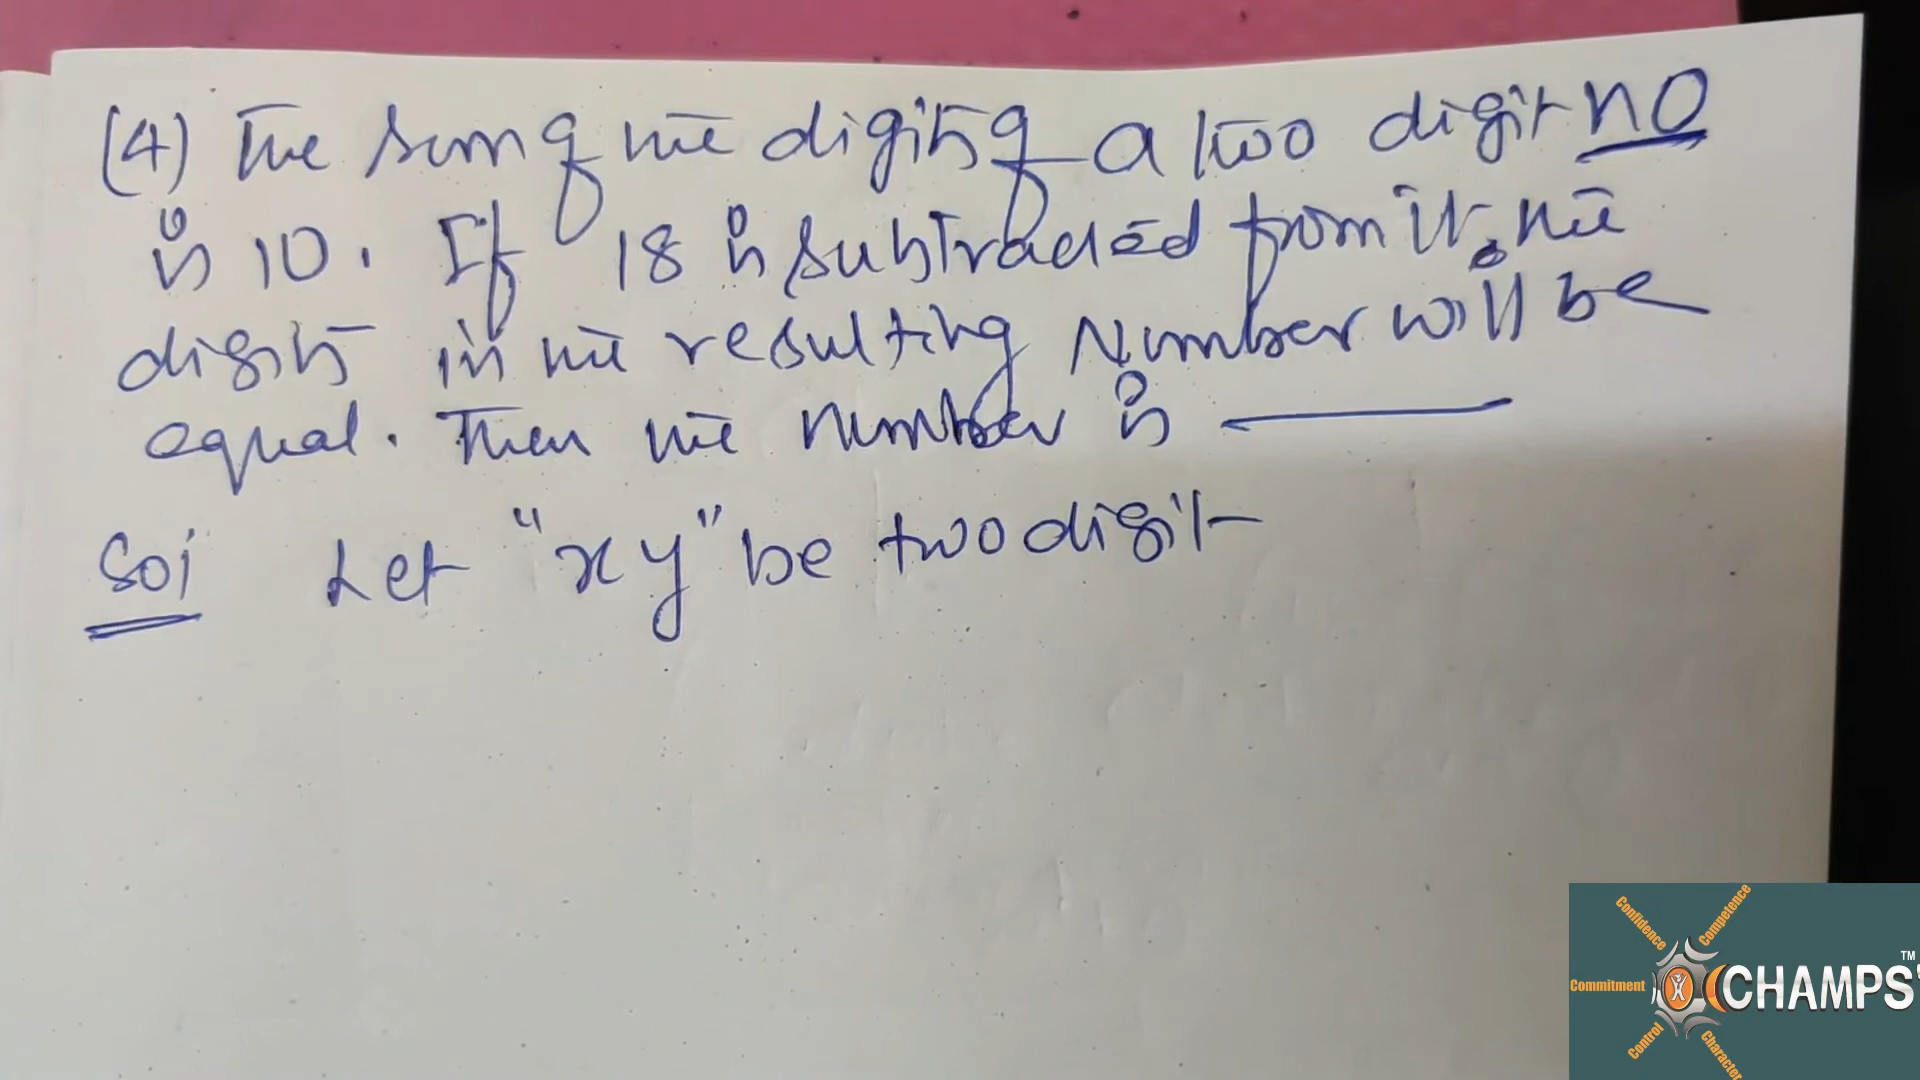 (4) The sum of the digits of a two digit no
is 10. If 18 is subtracted from it, the
digits in the resulting Number will be
equal. Then the number is ______
Sol Let "xy" be two digit
Confidence
Competence
Commitment
XCHAMPS™
Control
Character